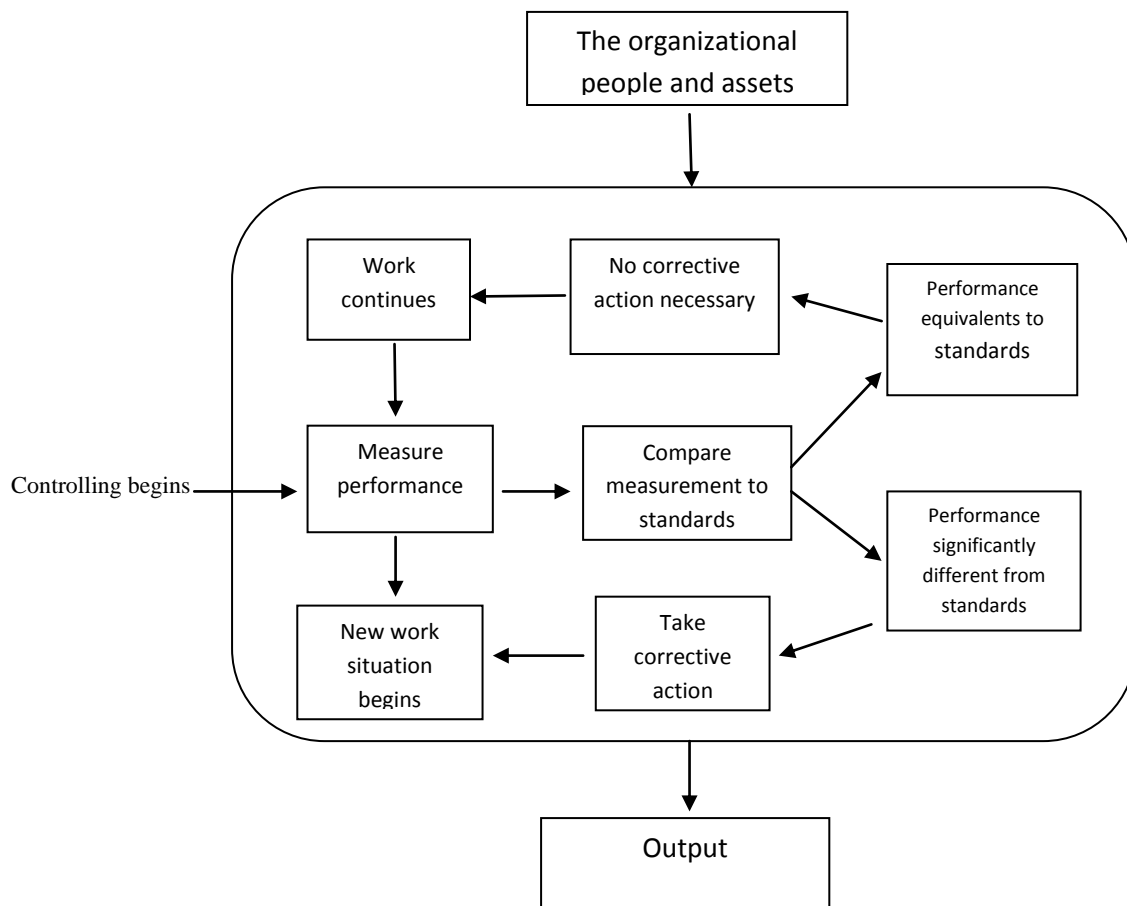 The organizational
people and assets
Work
continues
No corrective
action necessary
Performance
equivalents to
standards
Controlling begins
Measure
performance
Compare
measurement to
standards
Performance
significantly
different from
standards
New work
situation
begins
Take
corrective
action
Output